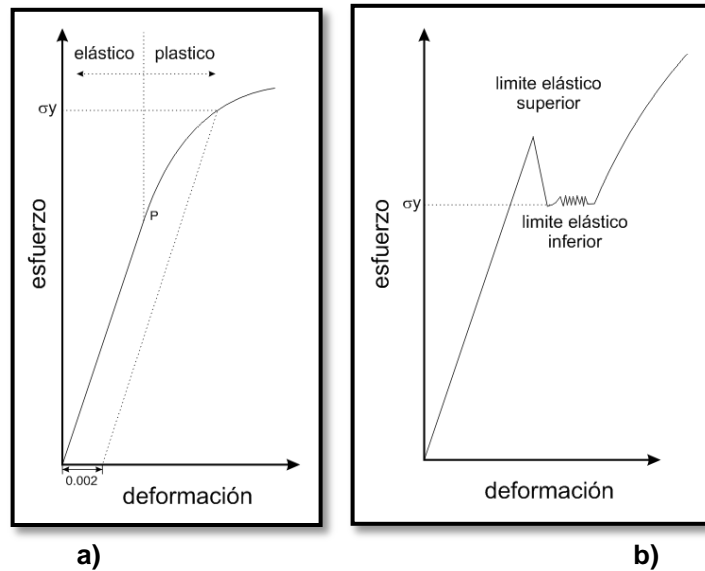 elástico
plastico
σy
P
esfuerzo
0.002
deformación
a)
limite elástico
superior
σy
limite elástico
inferior
esfuerzo
deformación
b)